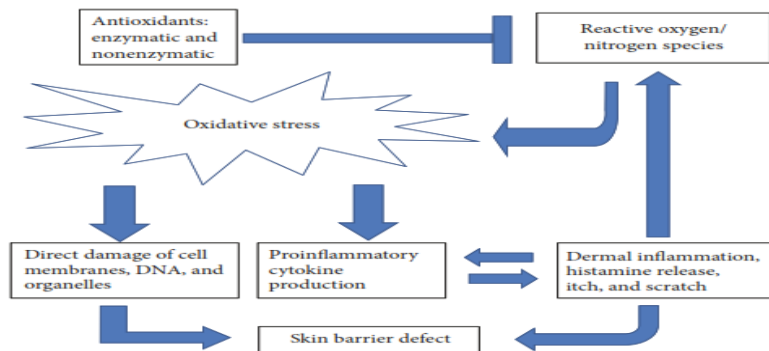 Antioxidants:
enzymatic and
nonenzymatic
Reactive oxygen/
nitrogen species
Oxidative stress
Direct damage of cell
membranes, DNA, and
organelles
Proinflammatory
cytokine
production
Dermal inflammation,
histamine release,
itch, and scratch
Skin barrier defect